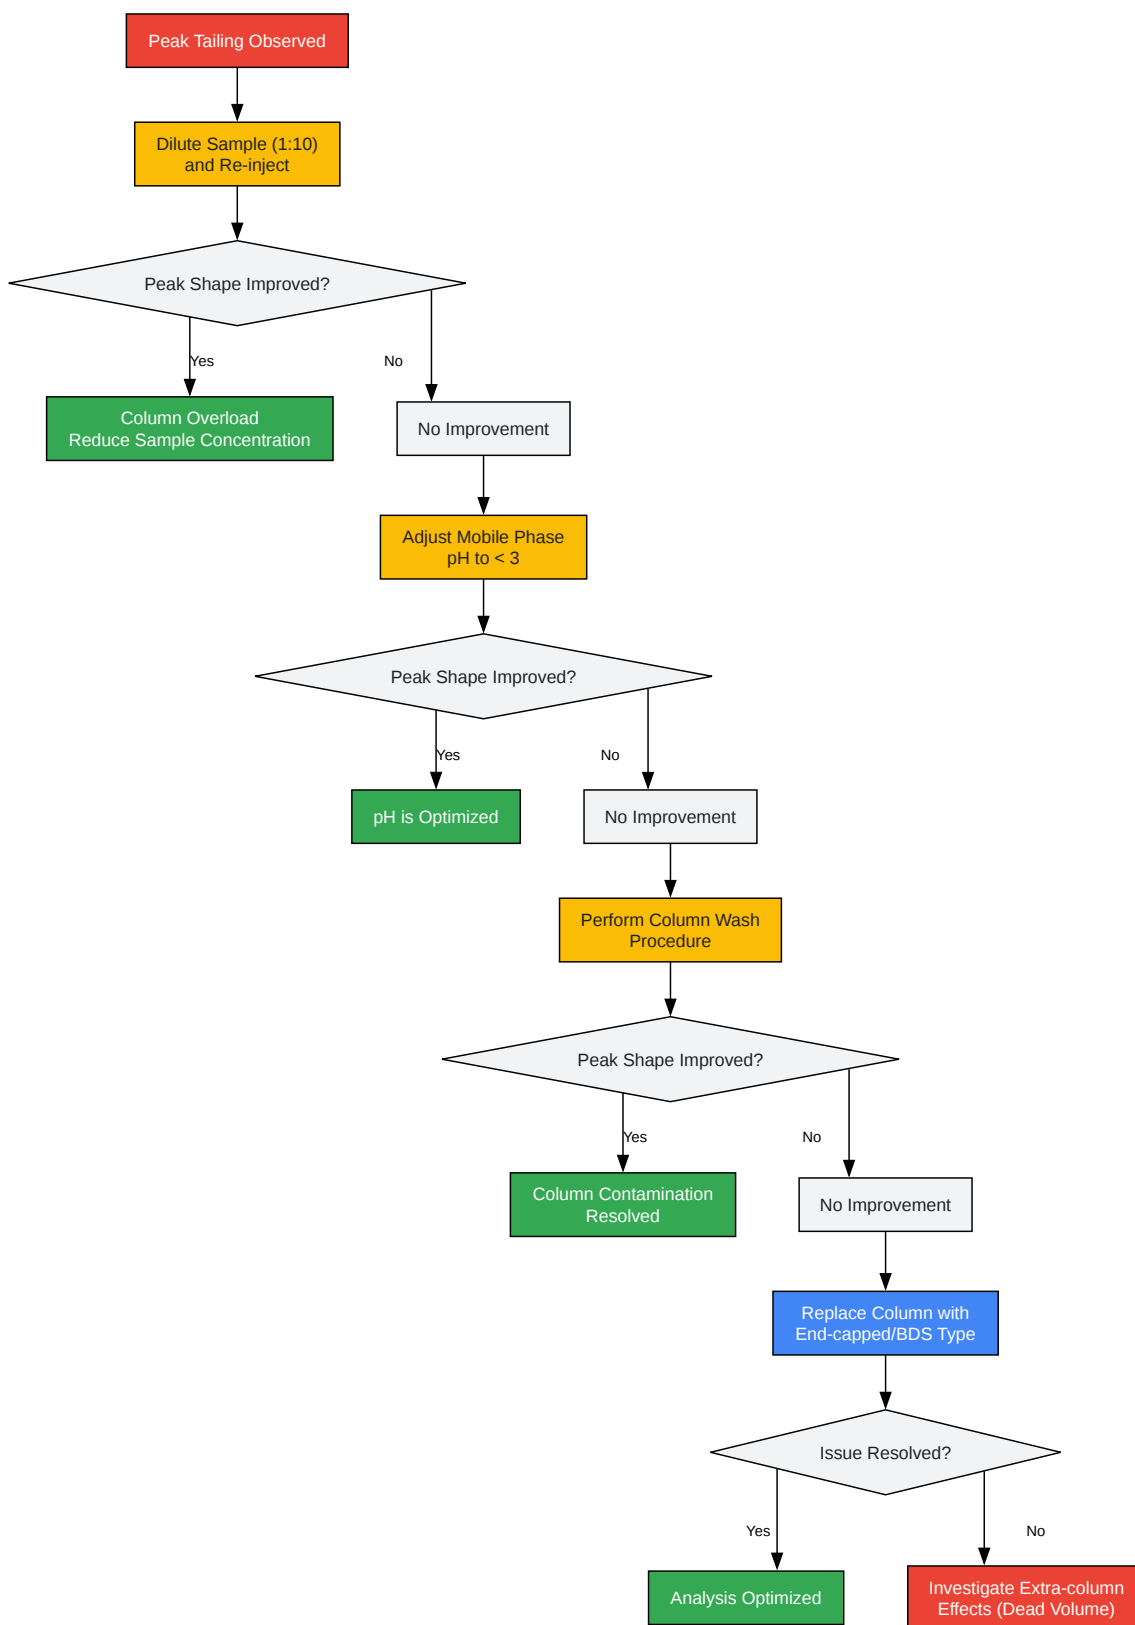 Peak Tailing Observed
Dilute Sample (1:10)
and Re-inject
Peak Shape Improved?
Yes
No
Column Overload
Reduce Sample Concentration
No Improvement
Adjust Mobile Phase
pH to < 3
Peak Shape Improved?
Yes
No
pH is Optimized
No Improvement
Perform Column Wash
Procedure
Peak Shape Improved?
Yes
No
Column Contamination
Resolved
No Improvement
Replace Column with
End-capped/BDS Type
Issue Resolved?
Yes
No
Analysis Optimized
Investigate Extra-column
Effects (Dead Volume)